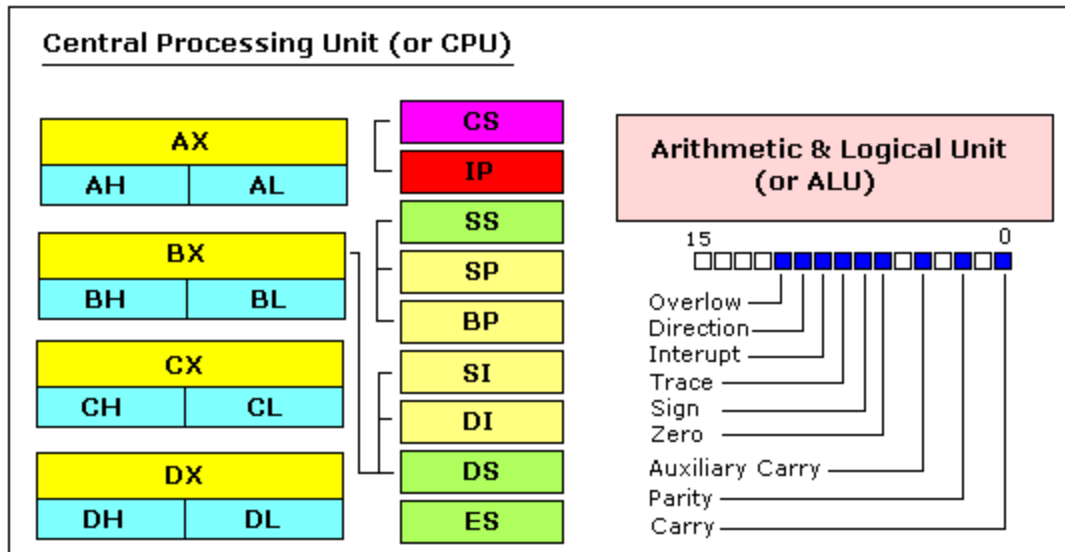 Central Processing Unit (or CPU)
AX
AH AL
BX
BH BL
CX
CH CL
DX
DH DL
CS
IP
SS
SP
BP
SI
DI
DS
ES
Arithmetic & Logical Unit
(or ALU)
15 0
Overlow
Direction
Interupt
Trace
Sign
Zero
Auxiliary Carry
Parity
Carry